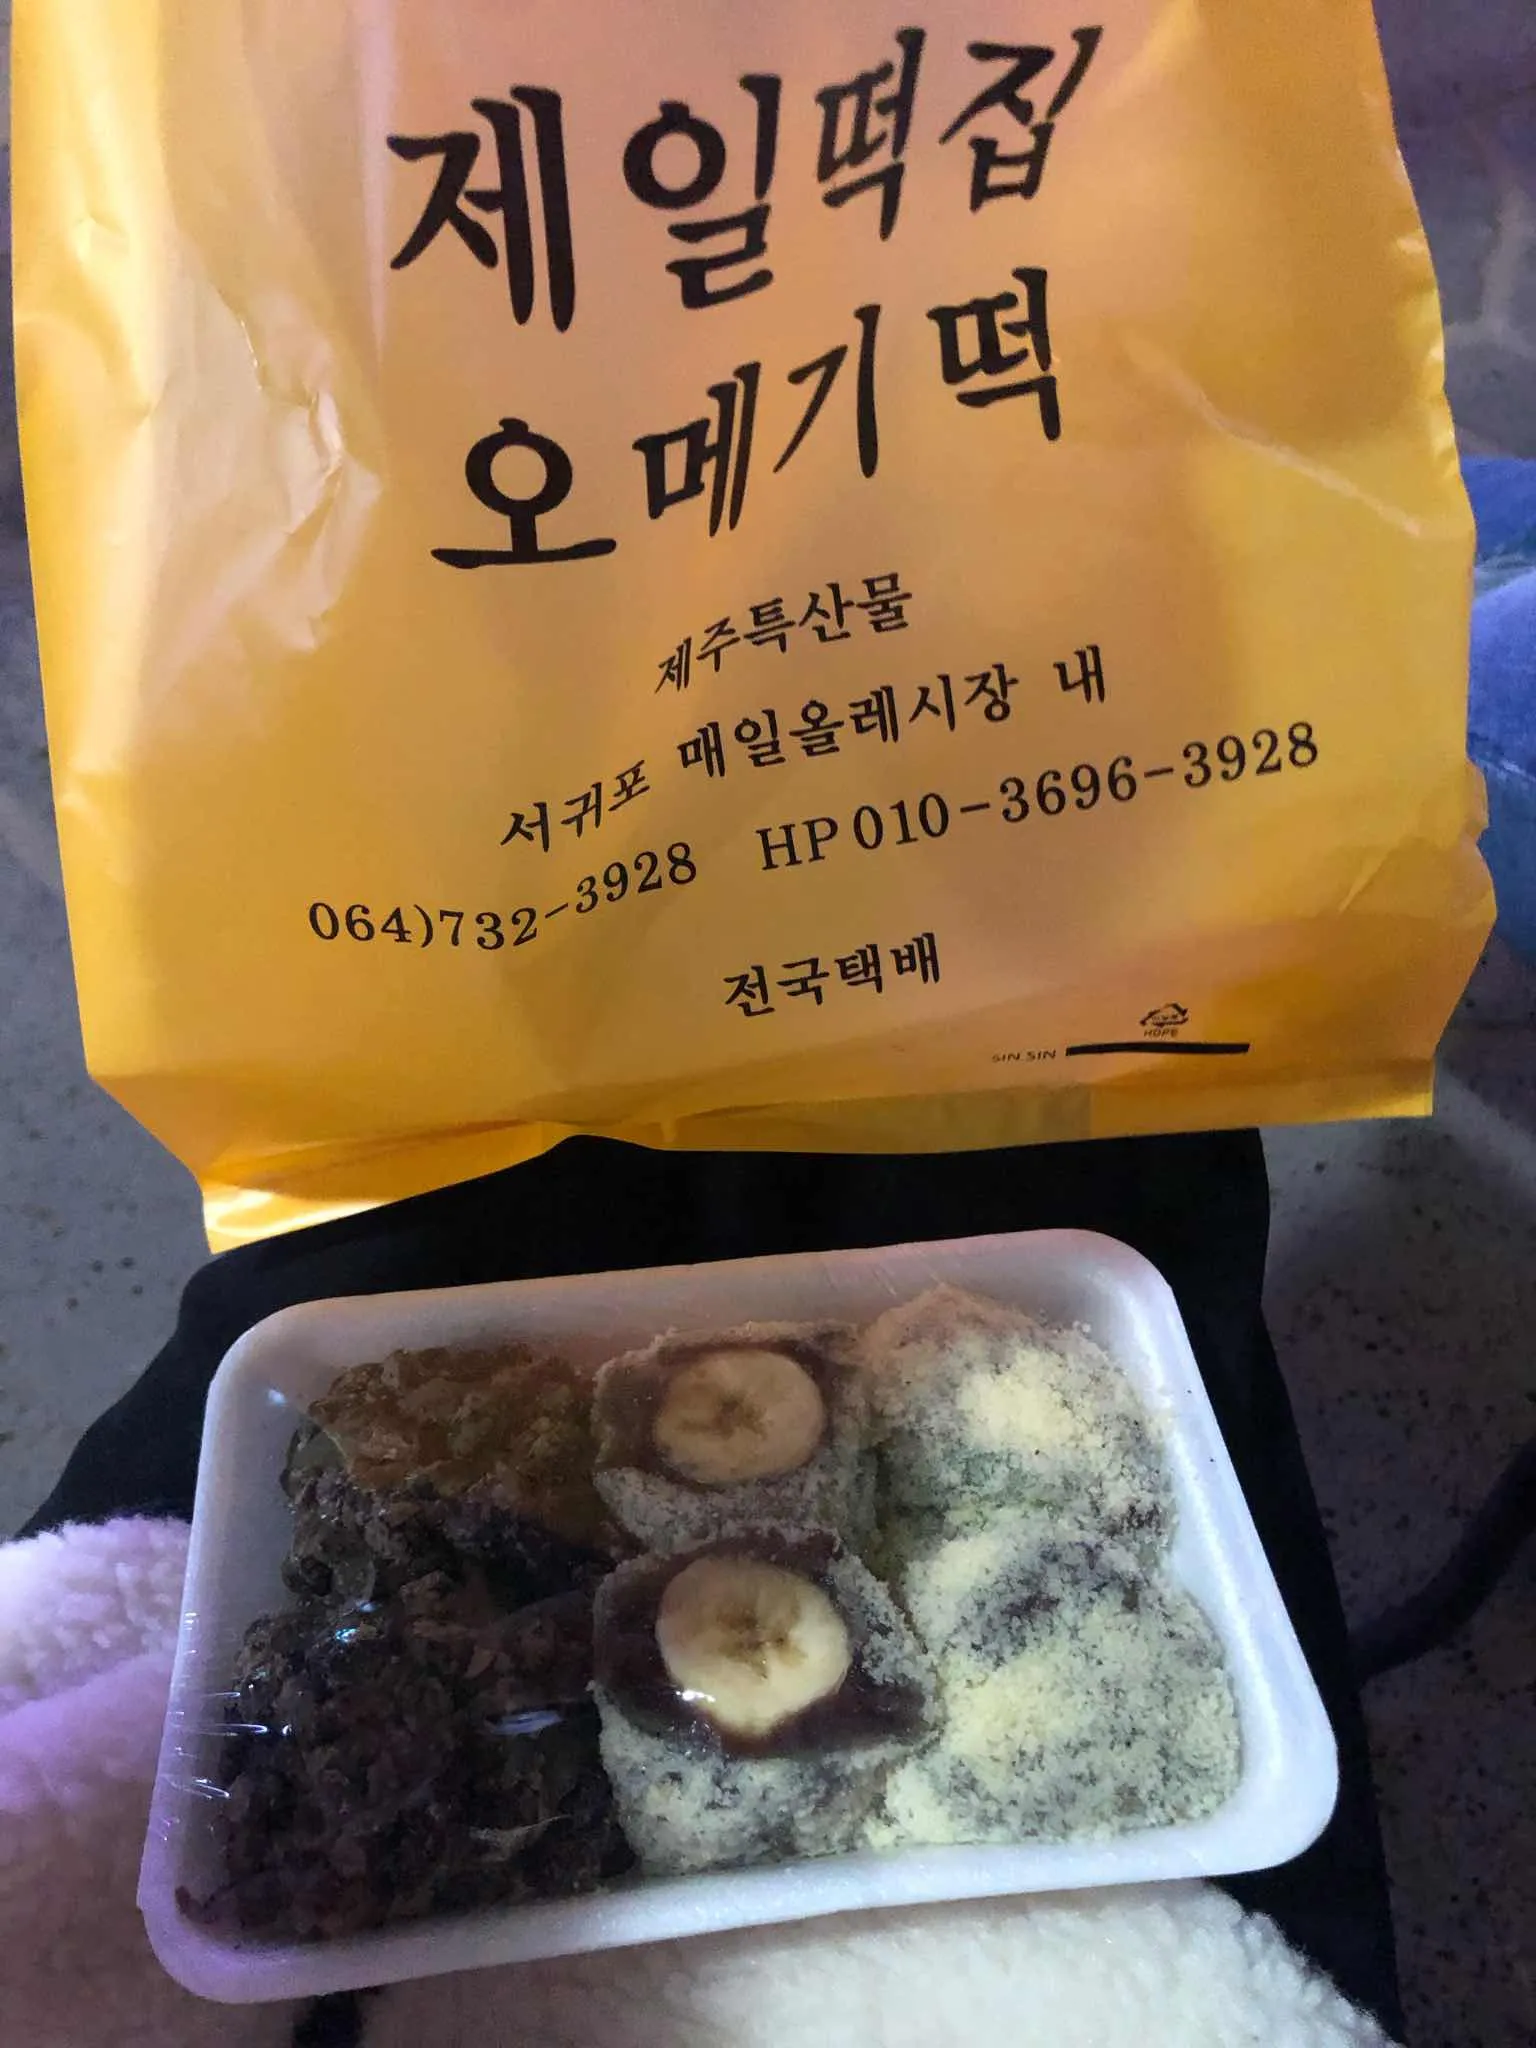 제일떡집
오메기떡
제주특산물
서귀포 매일올레시장 내
064)732-3928 HP 010-3696-3928
전국택배
SIN.SIN
HDPE